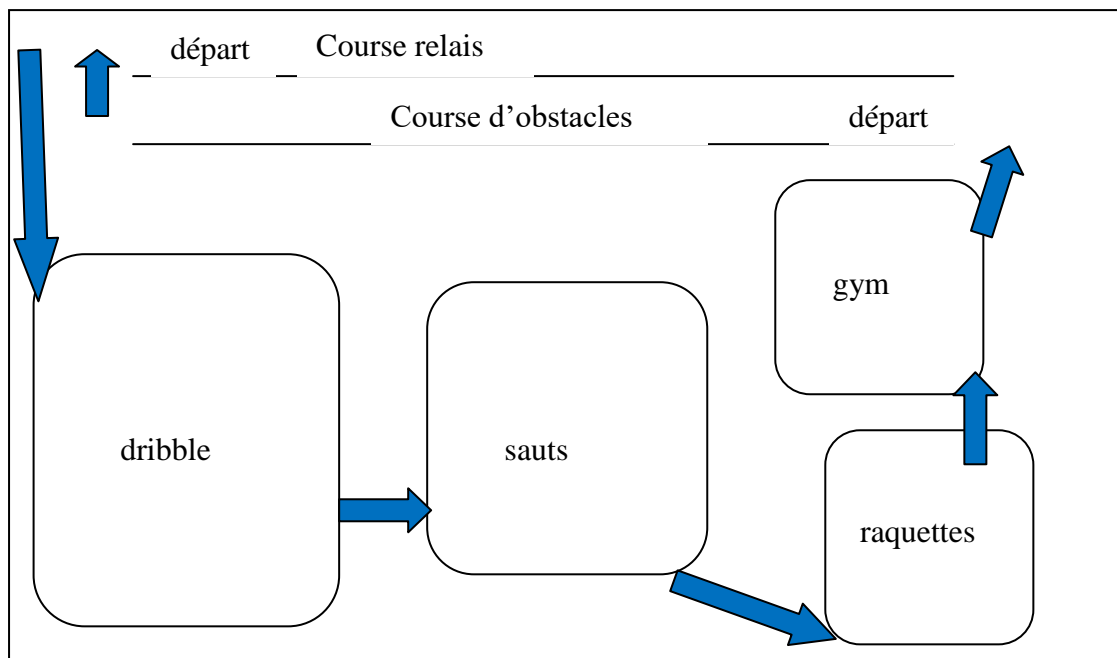 départ Course relais
Course d’obstacles départ
gym
dribble
sauts
raquettes